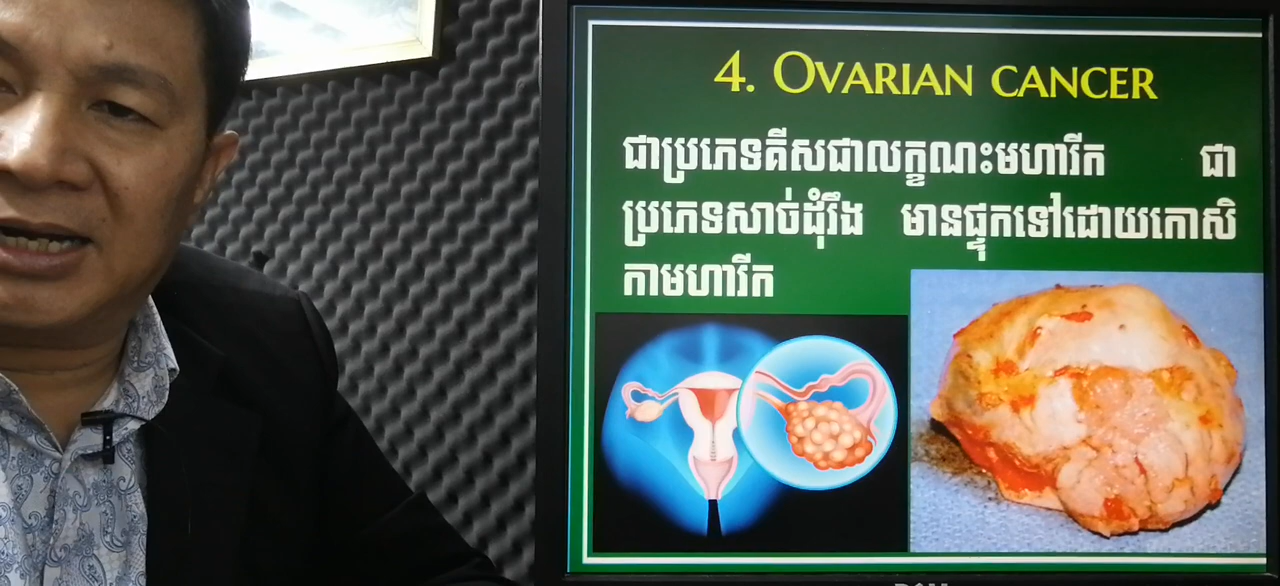 4. OVARIAN CANCER
ជាប្រភេទគីសជាលក្ខណះមហារីក ជា
ប្រភេទសាច់ដុំរឹង មានផ្ទុកទៅដោយកោសិ
កាមហារីក